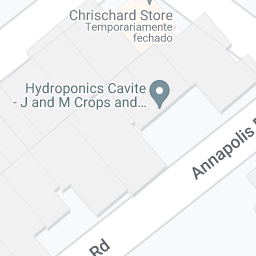 Chrischard Store
Temporariamente
fechado
Hydroponics Cavite
- J and M Crops and...
Annapolis
Rd